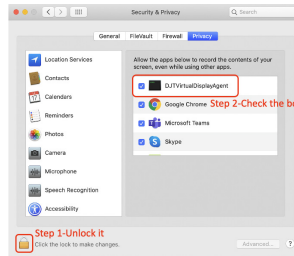 Security & Privacy
Search
General
FileVault
Firewall
Privacy
Location Services
Contacts
Calendars
Reminders
Photos
Camera
Microphone
Speech Recognition
Accessibility
Allow the apps below to record the contents of your
screen, even while using other apps.
DJTVirtualDisplayAgent
Google Chrome
Step 2-Check the b
Microsoft Teams
Skype
Step 1-Unlock it
Click the lock to make changes.
Advanced...
?